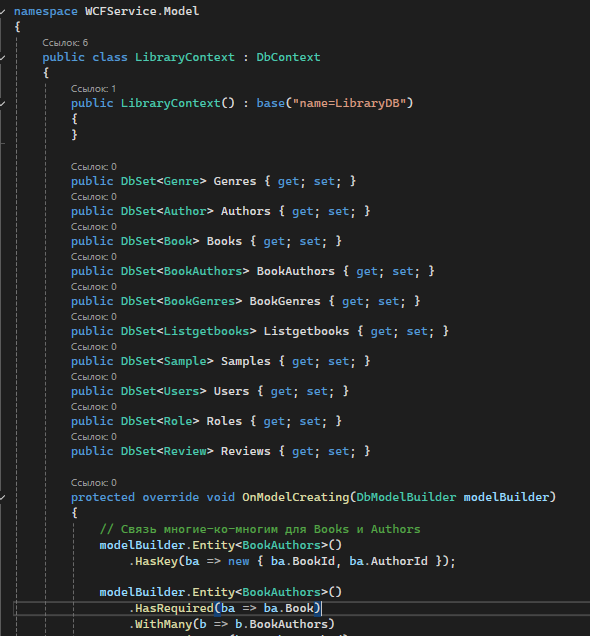 namespace WCFService.Model
{
Ссылок: 6
public class LibraryContext : DbContext
{
Ссылок: 1
public LibraryContext() : base("name=LibraryDB")
{
}
Ссылок: 0
public DbSet<Genre> Genres { get; set; }
Ссылок: 0
public DbSet<Author> Authors { get; set; }
Ссылок: 0
public DbSet<Book> Books { get; set; }
Ссылок: 0
public DbSet<BookAuthors> BookAuthors { get; set; }
Ссылок: 0
public DbSet<BookGenres> BookGenres { get; set; }
Ссылок: 0
public DbSet<Listgetbooks> Listgetbooks { get; set; }
Ссылок: 0
public DbSet<Sample> Samples { get; set; }
Ссылок: 0
public DbSet<Users> Users { get; set; }
Ссылок: 0
public DbSet<Role> Roles { get; set; }
Ссылок: 0
public DbSet<Review> Reviews { get; set; }
Ссылок: 0
protected override void OnModelCreating(DbModelBuilder modelBuilder)
{
// Связь многие-ко-многим для Books и Authors
modelBuilder.Entity<BookAuthors>()
.HasKey(ba => new { ba.BookId, ba.AuthorId });
modelBuilder.Entity<BookAuthors>()
.HasRequired(ba => ba.Book)
.WithMany(b => b.BookAuthors)